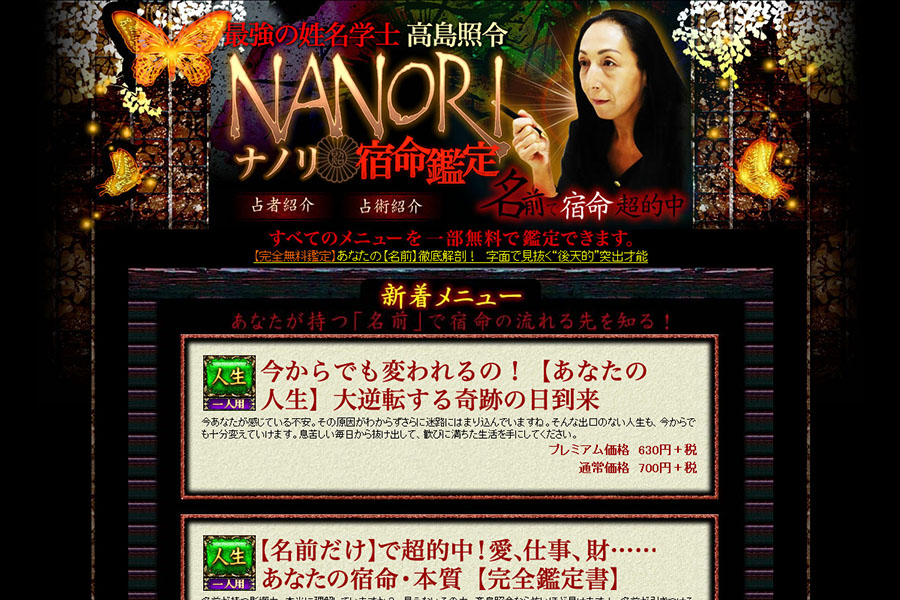 最強の姓名学士 高島照令
NANORI
ナノリ 宿命鑑定
名前で宿命超的中
占者紹介 占術紹介
すべてのメニューを一部無料で鑑定できます。
【完全無料鑑定】あなたの【名前】徹底解剖！ 字面で見抜く“後天的”突出才能
新着メニュー
あなたが持つ「名前」で宿命の流れる先を知る！
人生
一人用
今からでも変われるの！【あなたの
人生】大逆転する奇跡の日到来
今あなたが感じている不安。その原因がわからずさらに迷路にはまり込んでいますね。そんな出口のない人生も、今からで
も十分変えていけます。息苦しい毎日から抜け出して、歓びに満ちた生活を手にしてください。
プレミアム価格 630円＋税
通常価格 700円＋税
人生
一人用
【名前だけ】で超的中！愛、仕事、財……
あなたの宿命・本質【完全鑑定書】